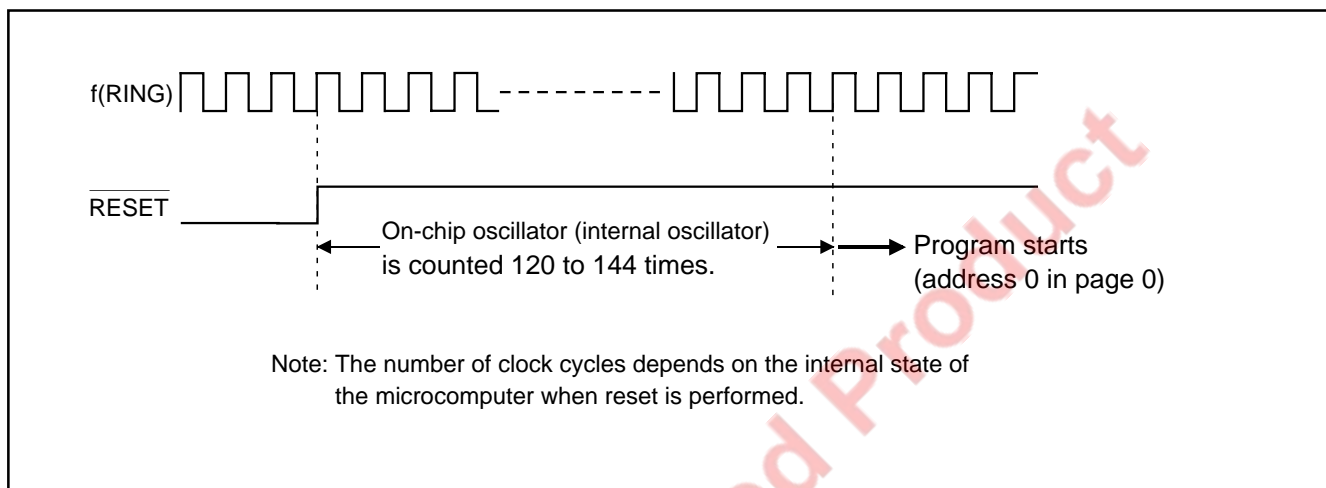 f(RING)
RESET
On-chip oscillator (internal oscillator)
is counted 120 to 144 times.
Program starts
(address 0 in page 0)
Note: The number of clock cycles depends on the internal state of
the microcomputer when reset is performed.
Product